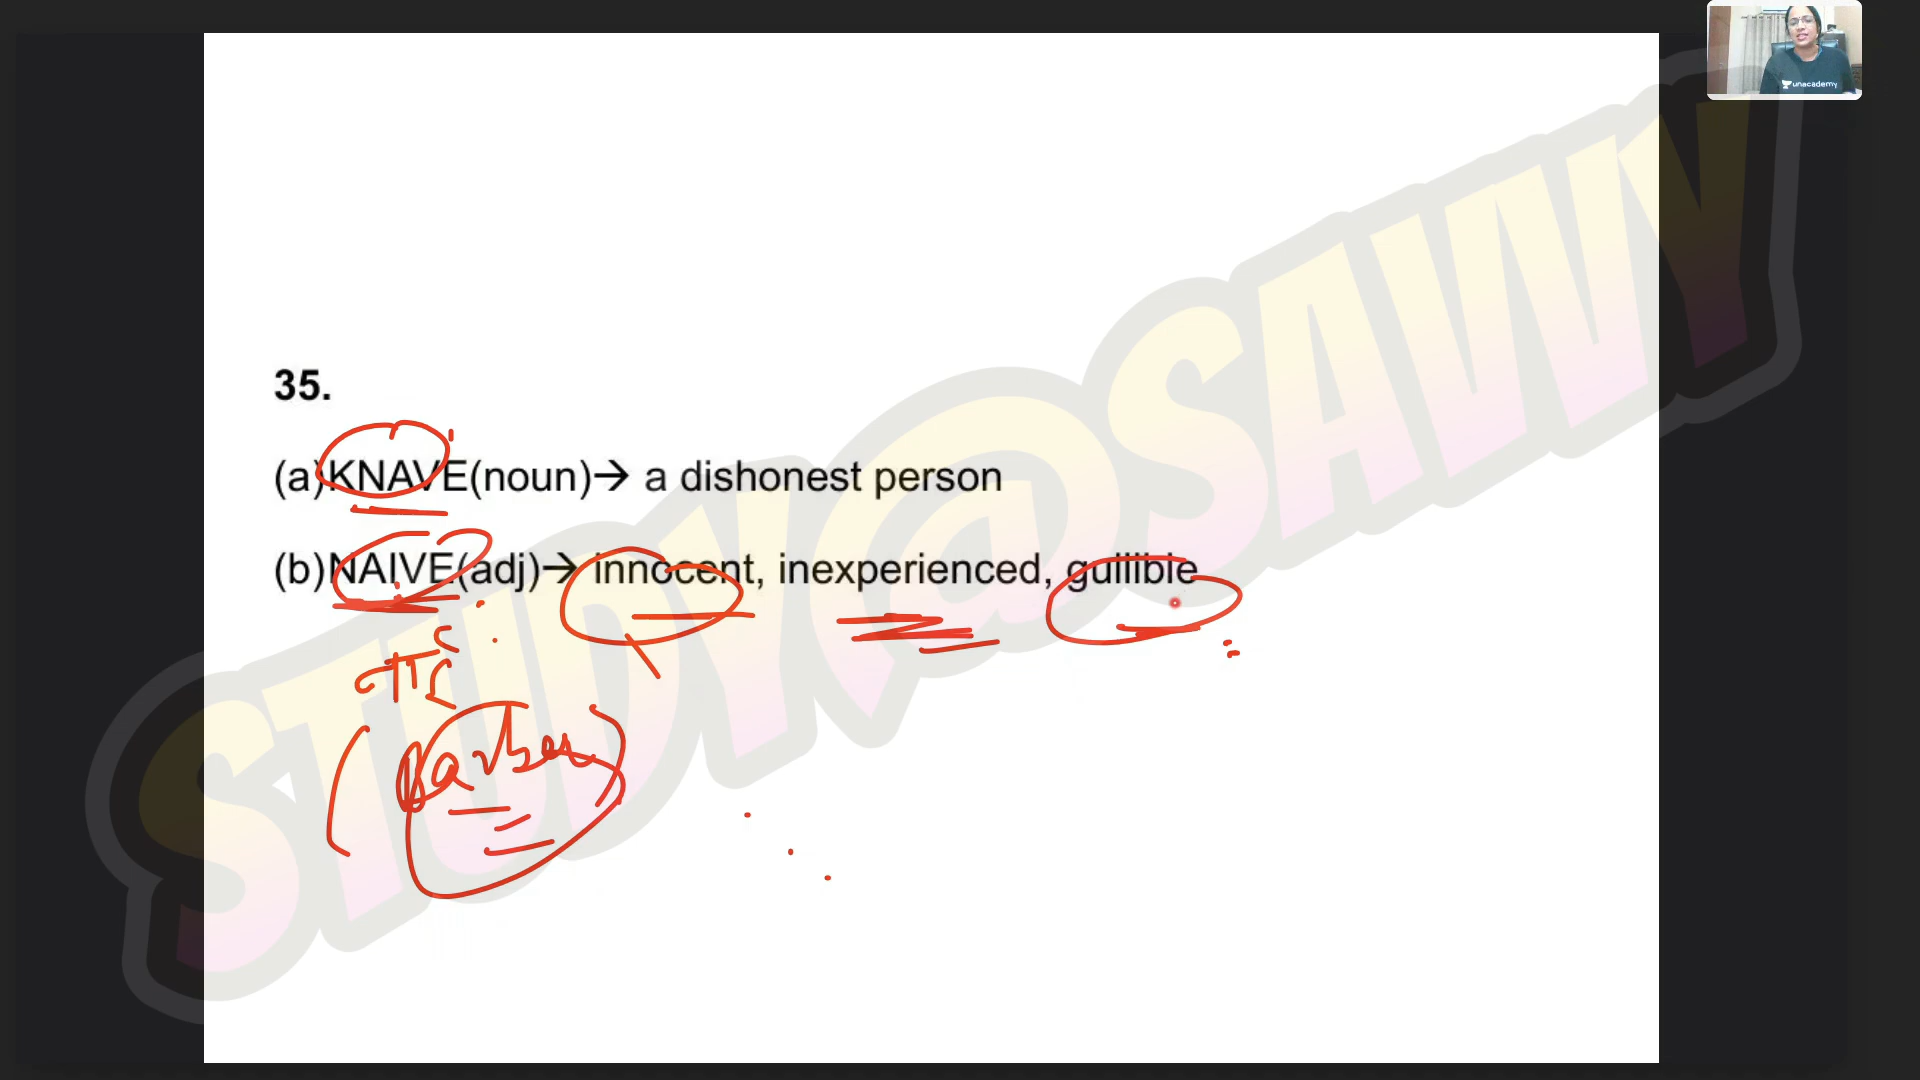 unacademy
35.
(a)KNAVE(noun)→ a dishonest person
(b)NAIVE(adj)→ innocent, inexperienced, gullible
STUDY@SAVVY